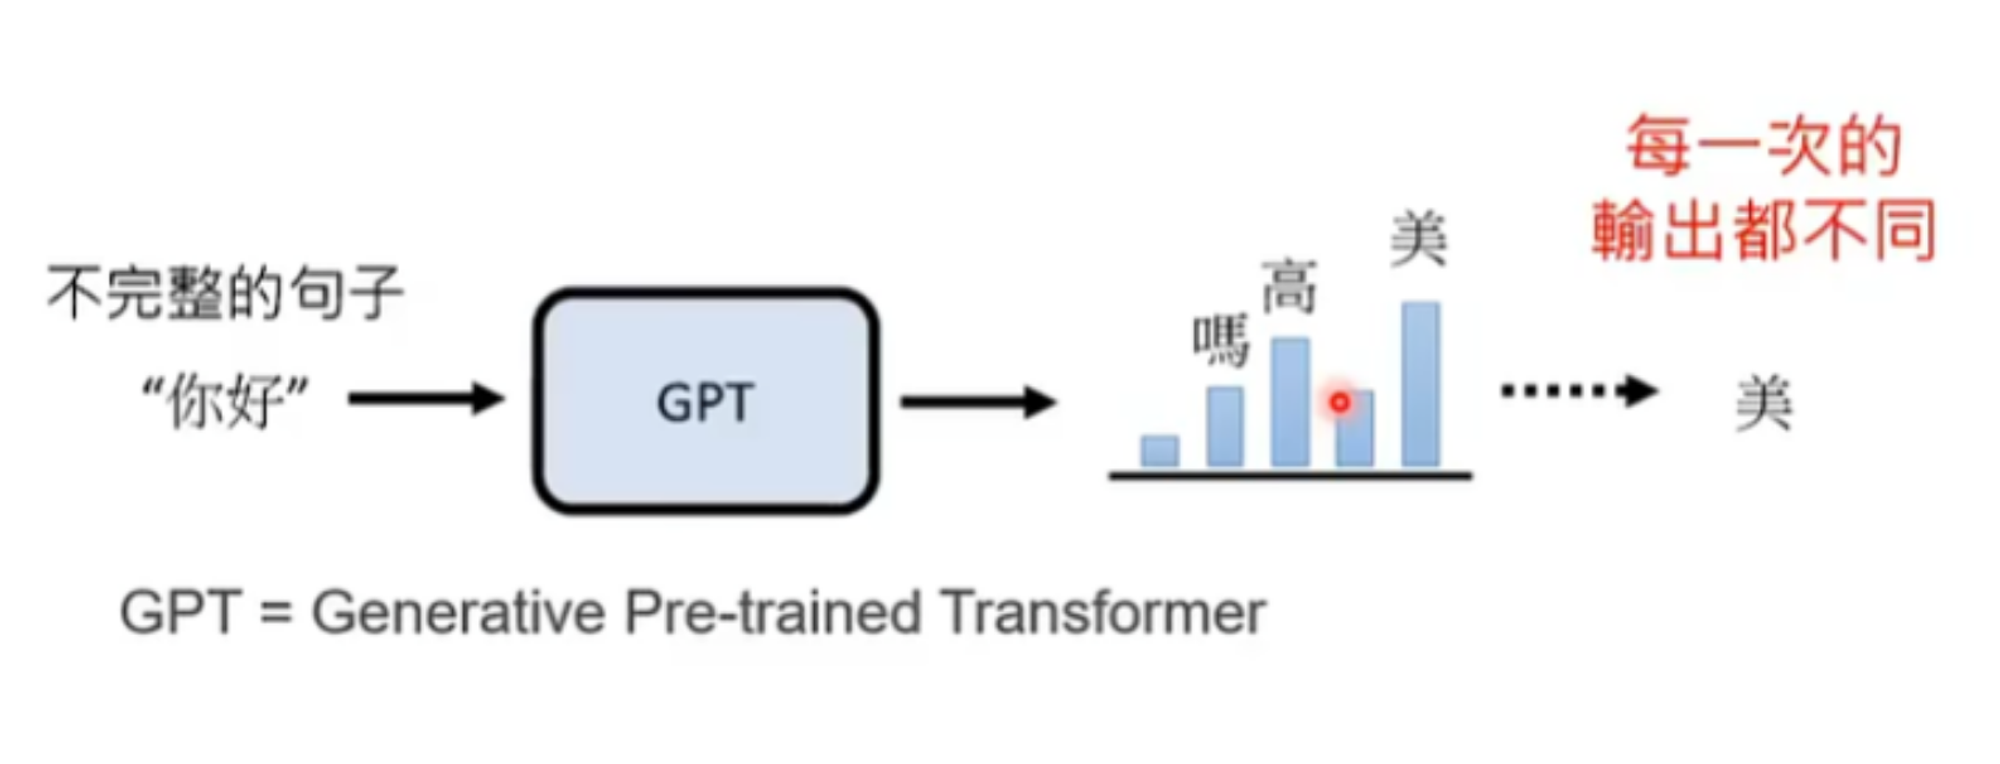 每一次的
輸出都不同
不完整的句子
“你好”
GPT
嗎
高
美
美
GPT = Generative Pre-trained Transformer